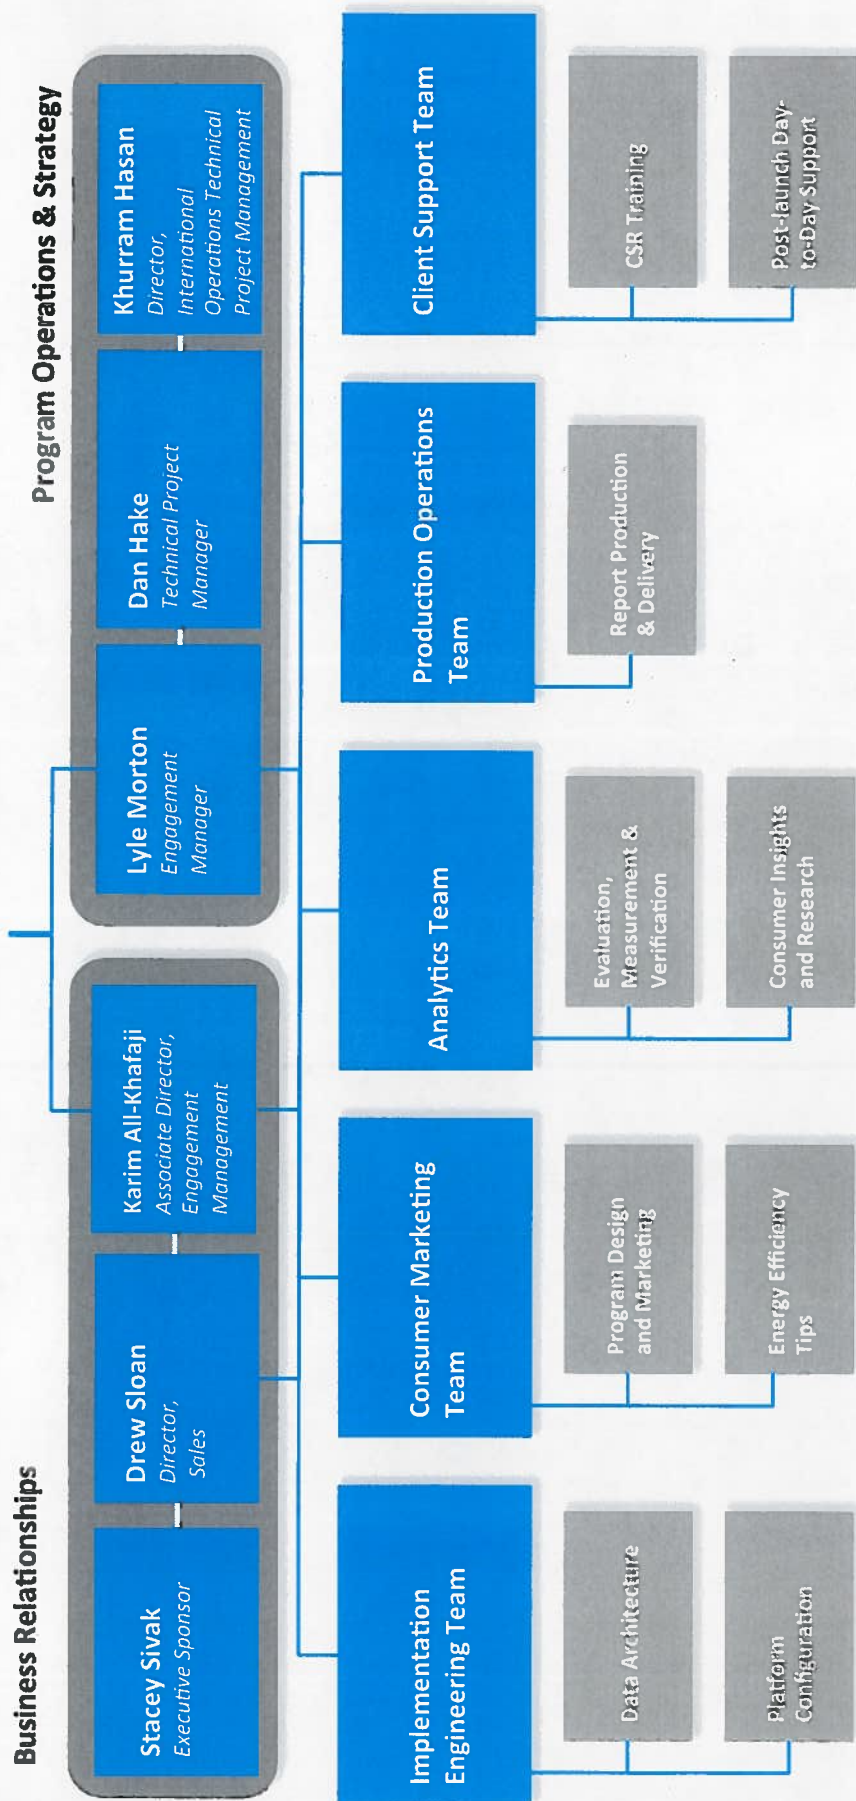 Business Relationships
Program Operations & Strategy
Stacey Sivak
Executive Sponsor
Drew Sloan
Director,
Sales
Karim All-Khafaji
Associate Director,
Engagement
Management
Lyle Morton
Engagement
Manager
Dan Hake
Technical Project
Manager
Khurram Hasan
Director,
International
Operations Technical
Project Management
Implementation
Engineering Team
Consumer Marketing
Team
Analytics Team
Production Operations
Team
Client Support Team
Data Architecture
Platform
Configuration
Program Design
and Marketing
Energy Efficiency
Tips
Evaluation,
Measurement &
Verification
Consumer Insights
and Research
Report Production
& Delivery
CSR Training
Post-launch Day-
to-Day Support